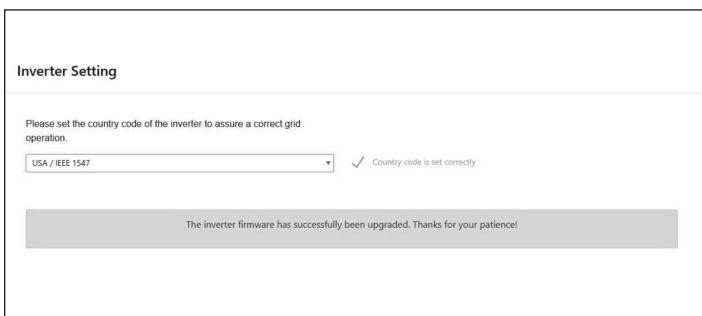 Inverter Setting
Please set the country code of the inverter to assure a correct grid
operation.
USA / IEEE 1547
Country code is set correctly
The inverter firmware has successfully been upgraded. Thanks for your patience!